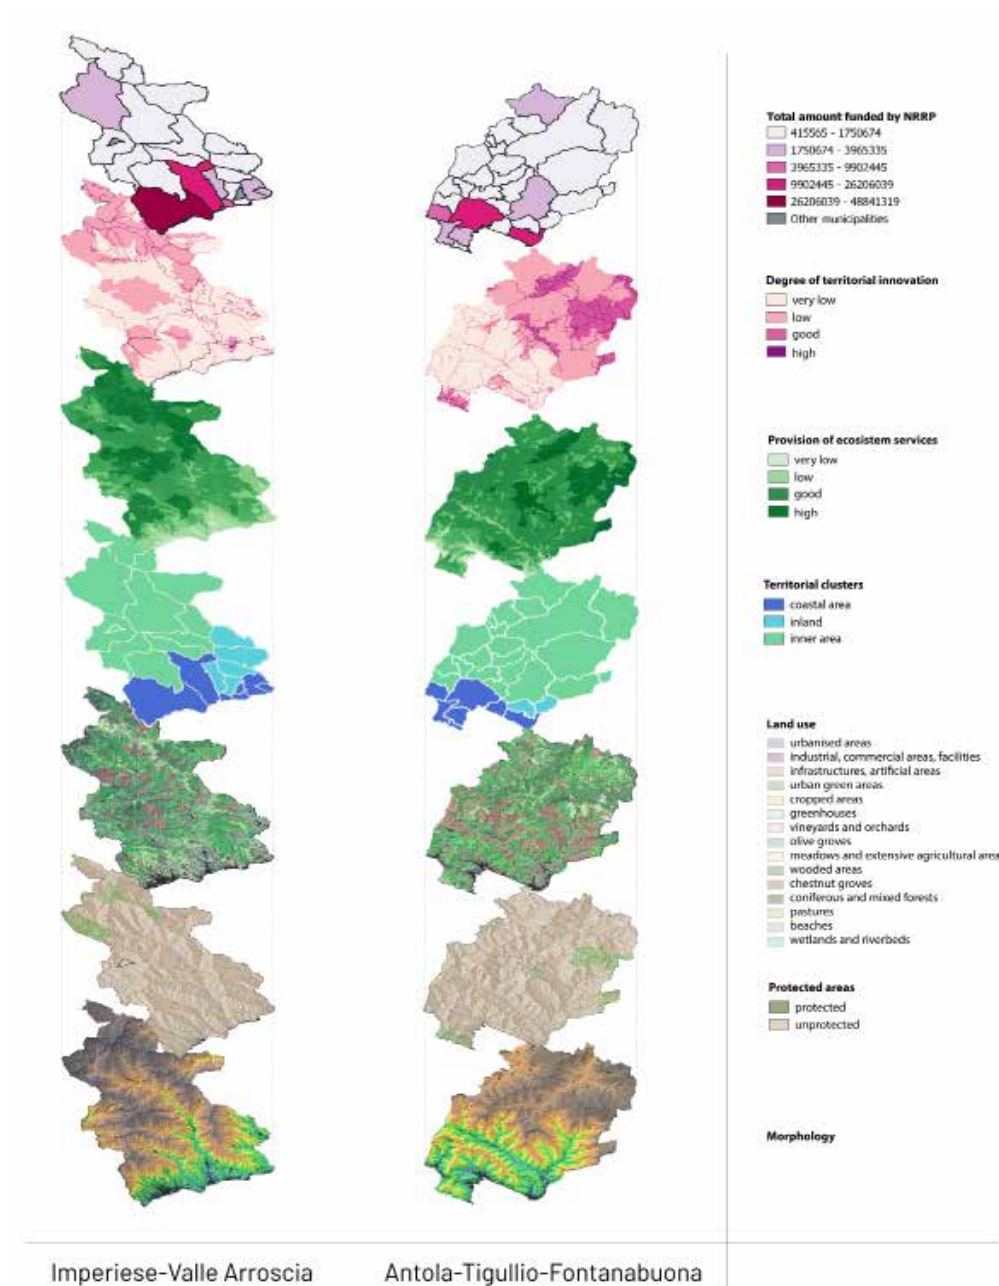 Total amount funded by NRRP
415565 - 1750674
1750674 - 3965335
3965335 - 9902445
9902445 - 26206039
26206039 - 48841319
Other municipalities
Degree of territorial innovation
very low
low
good
high
Provision of ecosistem services
very low
low
good
high
Territorial clusters
coastal area
inland
inner area
Land use
urbanised areas
industrial, commercial areas, facilities
infrastructures, artificial areas
urban green areas
cropped areas
greenhouses
vineyards and orchards
olive groves
meadows and extensive agricultural area
wooded areas
chestnut groves
coniferous and mixed forests
pastures
beaches
wetlands and riverbeds
Protected areas
protected
unprotected
Morphology
Imperiese-Valle Arroscia
Antola-Tigullio-Fontanabuona